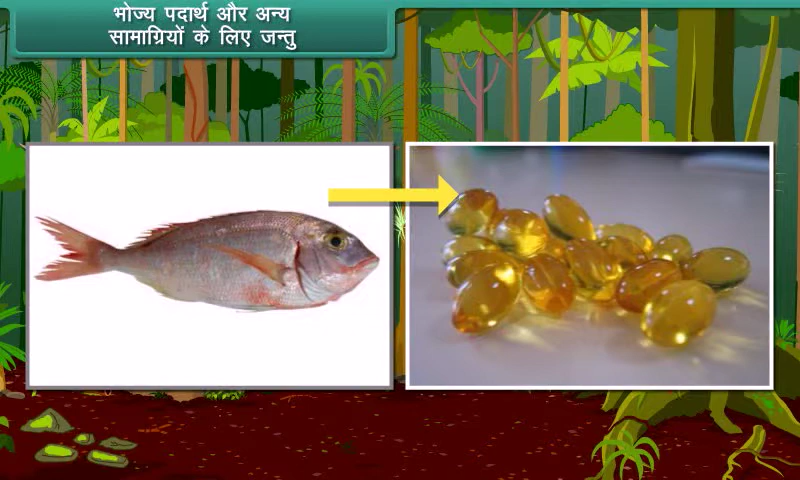 भोज्य पदार्थ और अन्य
सामाग्रियों के लिए जन्तु